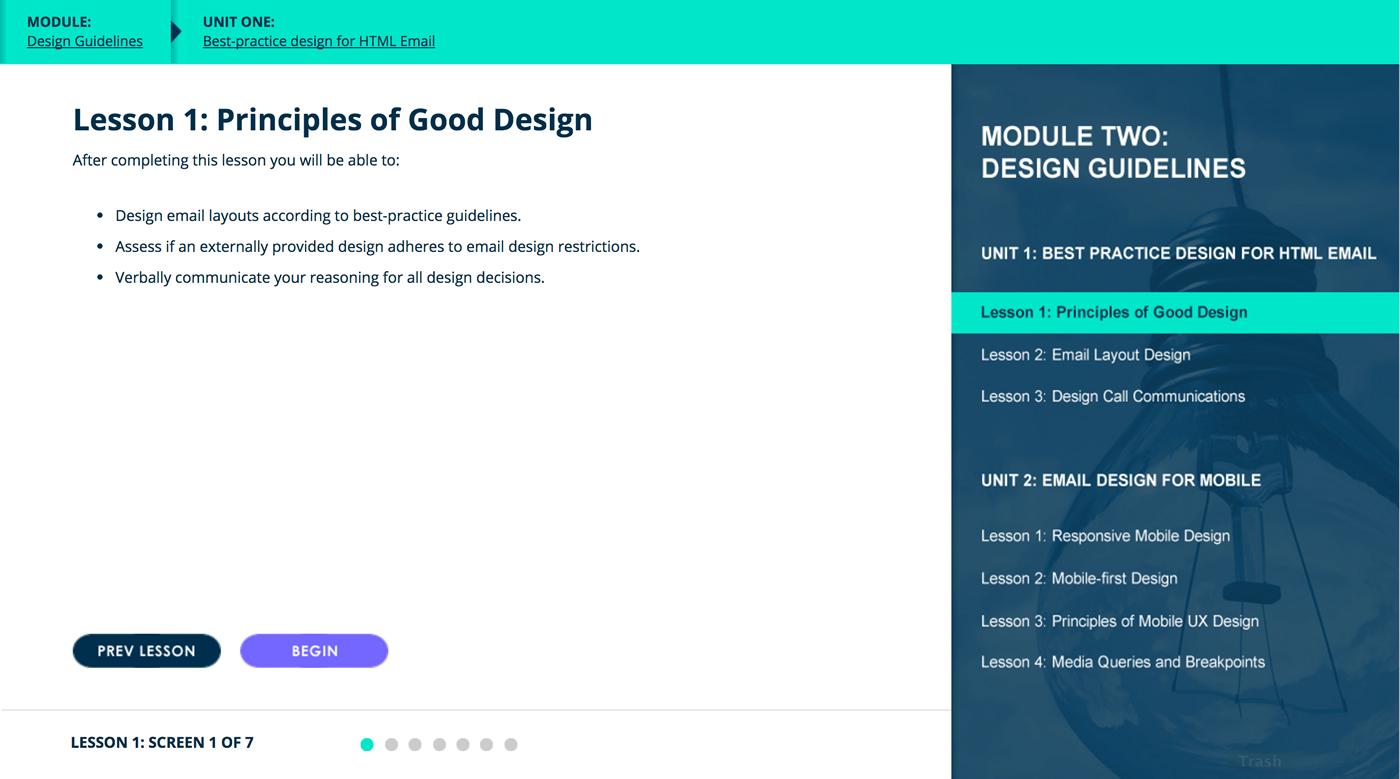 MODULE:
Design Guidelines
UNIT ONE:
Best-practice design for HTML Email
Lesson 1: Principles of Good Design
After completing this lesson you will be able to:
• Design email layouts according to best-practice guidelines.
• Assess if an externally provided design adheres to email design restrictions.
• Verbally communicate your reasoning for all design decisions.
PREV LESSON
BEGIN
LESSON 1: SCREEN 1 OF 7
MODULE TWO:
DESIGN GUIDELINES
UNIT 1: BEST PRACTICE DESIGN FOR HTML EMAIL
Lesson 1: Principles of Good Design
Lesson 2: Email Layout Design
Lesson 3: Design Call Communications
UNIT 2: EMAIL DESIGN FOR MOBILE
Lesson 1: Responsive Mobile Design
Lesson 2: Mobile-first Design
Lesson 3: Principles of Mobile UX Design
Lesson 4: Media Queries and Breakpoints
Trash